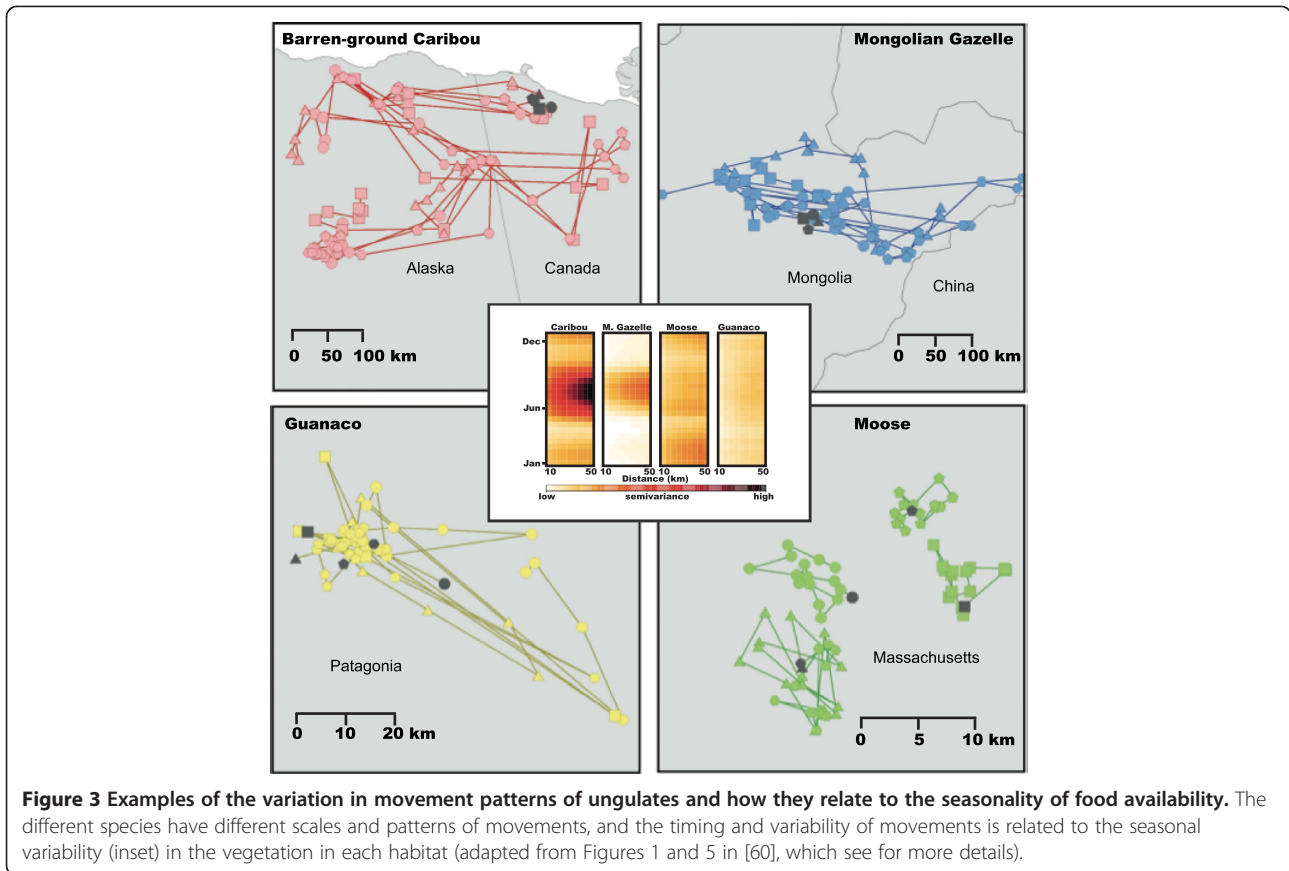 Barren-ground Caribou
Alaska
Canada
0 50 100 km
Mongolian Gazelle
Mongolia
China
0 50 100 km
Caribou M. Gazelle Moose Guanaco
Dec
Jun
Jan
10 50 10 50 10 50 10 50
Distance (km)
low semivariance high
Guanaco
Patagonia
0 10 20 km
Moose
Massachusetts
0 5 10 km
Figure 3 Examples of the variation in movement patterns of ungulates and how they relate to the seasonality of food availability. The
different species have different scales and patterns of movements, and the timing and variability of movements is related to the seasonal
variability (inset) in the vegetation in each habitat (adapted from Figures 1 and 5 in [60], which see for more details).